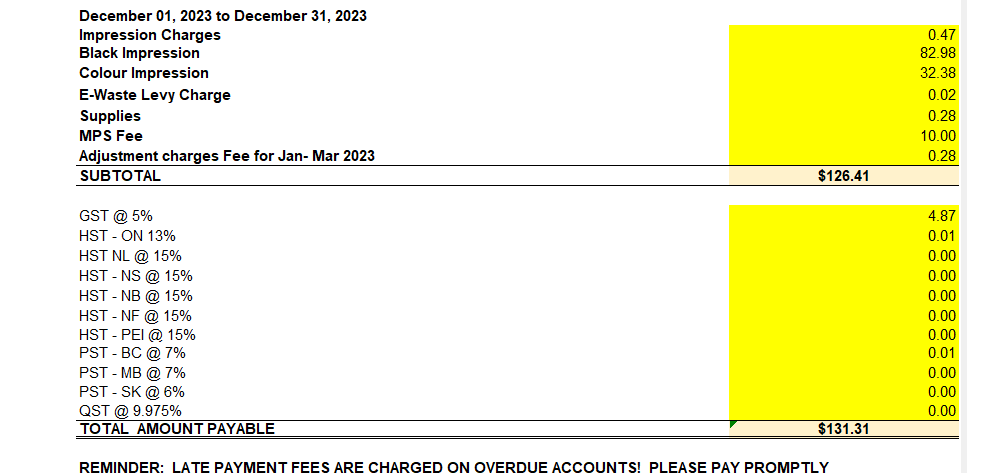 December 01, 2023 to December 31, 2023
Impression Charges 0.47
Black Impression 82.98
Colour Impression 32.38
E-Waste Levy Charge 0.02
Supplies 0.28
MPS Fee 10.00
Adjustment charges Fee for Jan- Mar 2023 0.28
SUBTOTAL $126.41
GST @ 5% 4.87
HST - ON 13% 0.01
HST NL @ 15% 0.00
HST - NS @ 15% 0.00
HST - NB @ 15% 0.00
HST - NF @ 15% 0.00
HST - PEI @ 15% 0.00
PST - BC @ 7% 0.01
PST - MB @ 7% 0.00
PST - SK @ 6% 0.00
QST @ 9.975% 0.00
TOTAL AMOUNT PAYABLE $131.31
REMINDER: LATE PAYMENT FEES ARE CHARGED ON OVERDUE ACCOUNTS! PLEASE PAY PROMPTLY